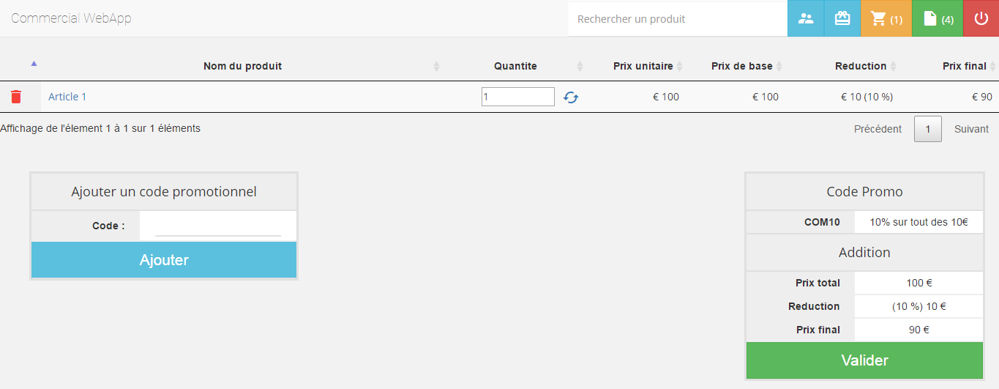 Commercial WebApp Rechercher un produit (1) (4)
Nom du produit Quantite Prix unitaire Prix de base Reduction Prix final
Article 1 1 € 100 € 100 € 10 (10 %) € 90
Affichage de l'élement 1 à 1 sur 1 éléments Précédent 1 Suivant
Ajouter un code promotionnel
Code :
Ajouter
Code Promo
COM10 10% sur tout des 10€
Addition
Prix total 100 €
Reduction (10 %) 10 €
Prix final 90 €
Valider